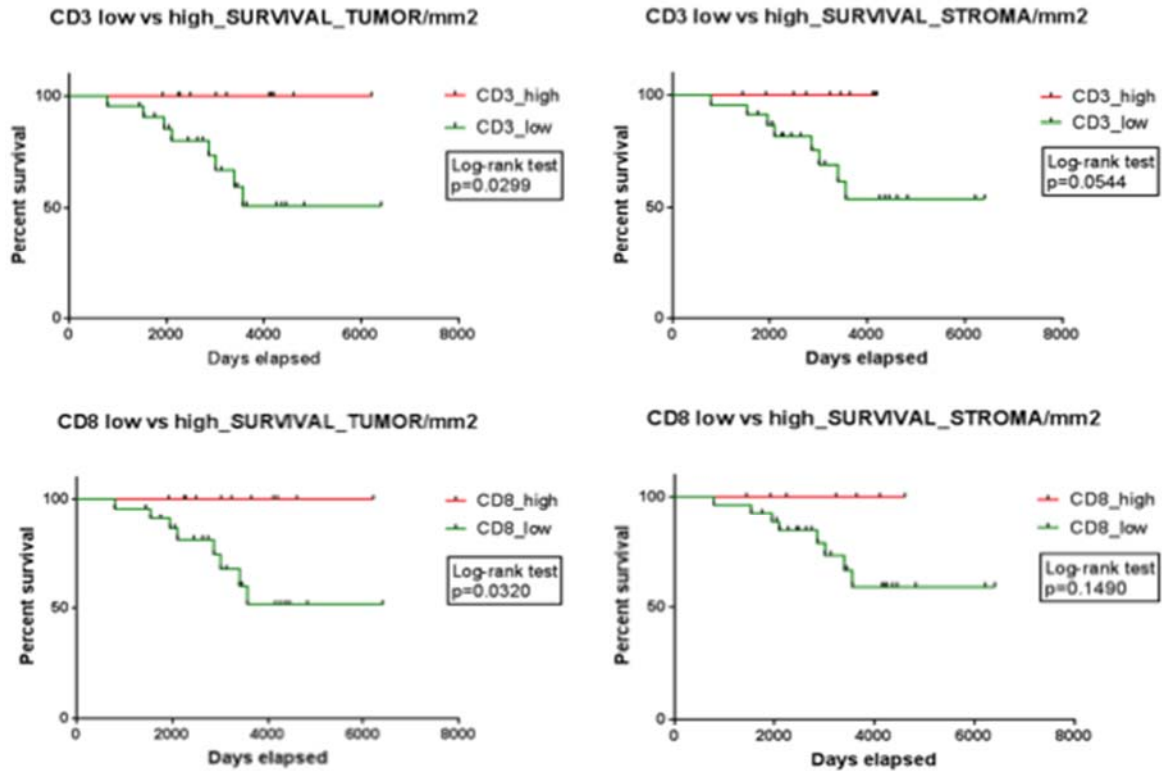 CD3 low vs high_SURVIVAL_TUMOR/mm2
Percent survival
100
50
0
0 2000 4000 6000 8000
Days elapsed
CD3_high
CD3_low
Log-rank test
p=0.0299
CD3 low vs high_SURVIVAL_STROMA/mm2
Percent survival
100
50
0
0 2000 4000 6000 8000
Days elapsed
CD3_high
CD3_low
Log-rank test
p=0.0544
CD8 low vs high_SURVIVAL_TUMOR/mm2
Percent survival
100
50
0
0 2000 4000 6000 8000
Days elapsed
CD8_high
CD8_low
Log-rank test
p=0.0320
CD8 low vs high_SURVIVAL_STROMA/mm2
Percent survival
100
50
0
0 2000 4000 6000 8000
Days elapsed
CD8_high
CD8_low
Log-rank test
p=0.1490